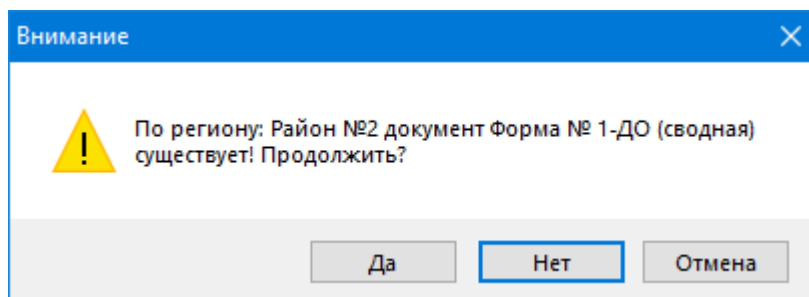 Внимание
По региону: Район №2 документ Форма № 1-ДО (сводная)
существует! Продолжить?
Да
Нет
Отмена